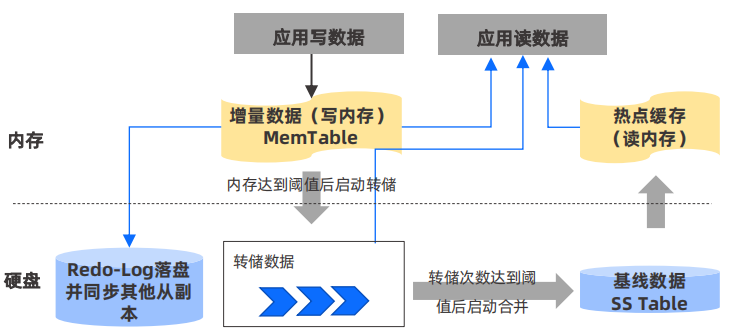 应用写数据
应用读数据
内存
增量数据（写内存）
MemTable
热点缓存
（读内存）
内存达到阈值后启动转储
硬盘
Redo-Log落盘
并同步其他从副
本
转储数据
转储次数达到阈
值后启动合并
基线数据
SS Table